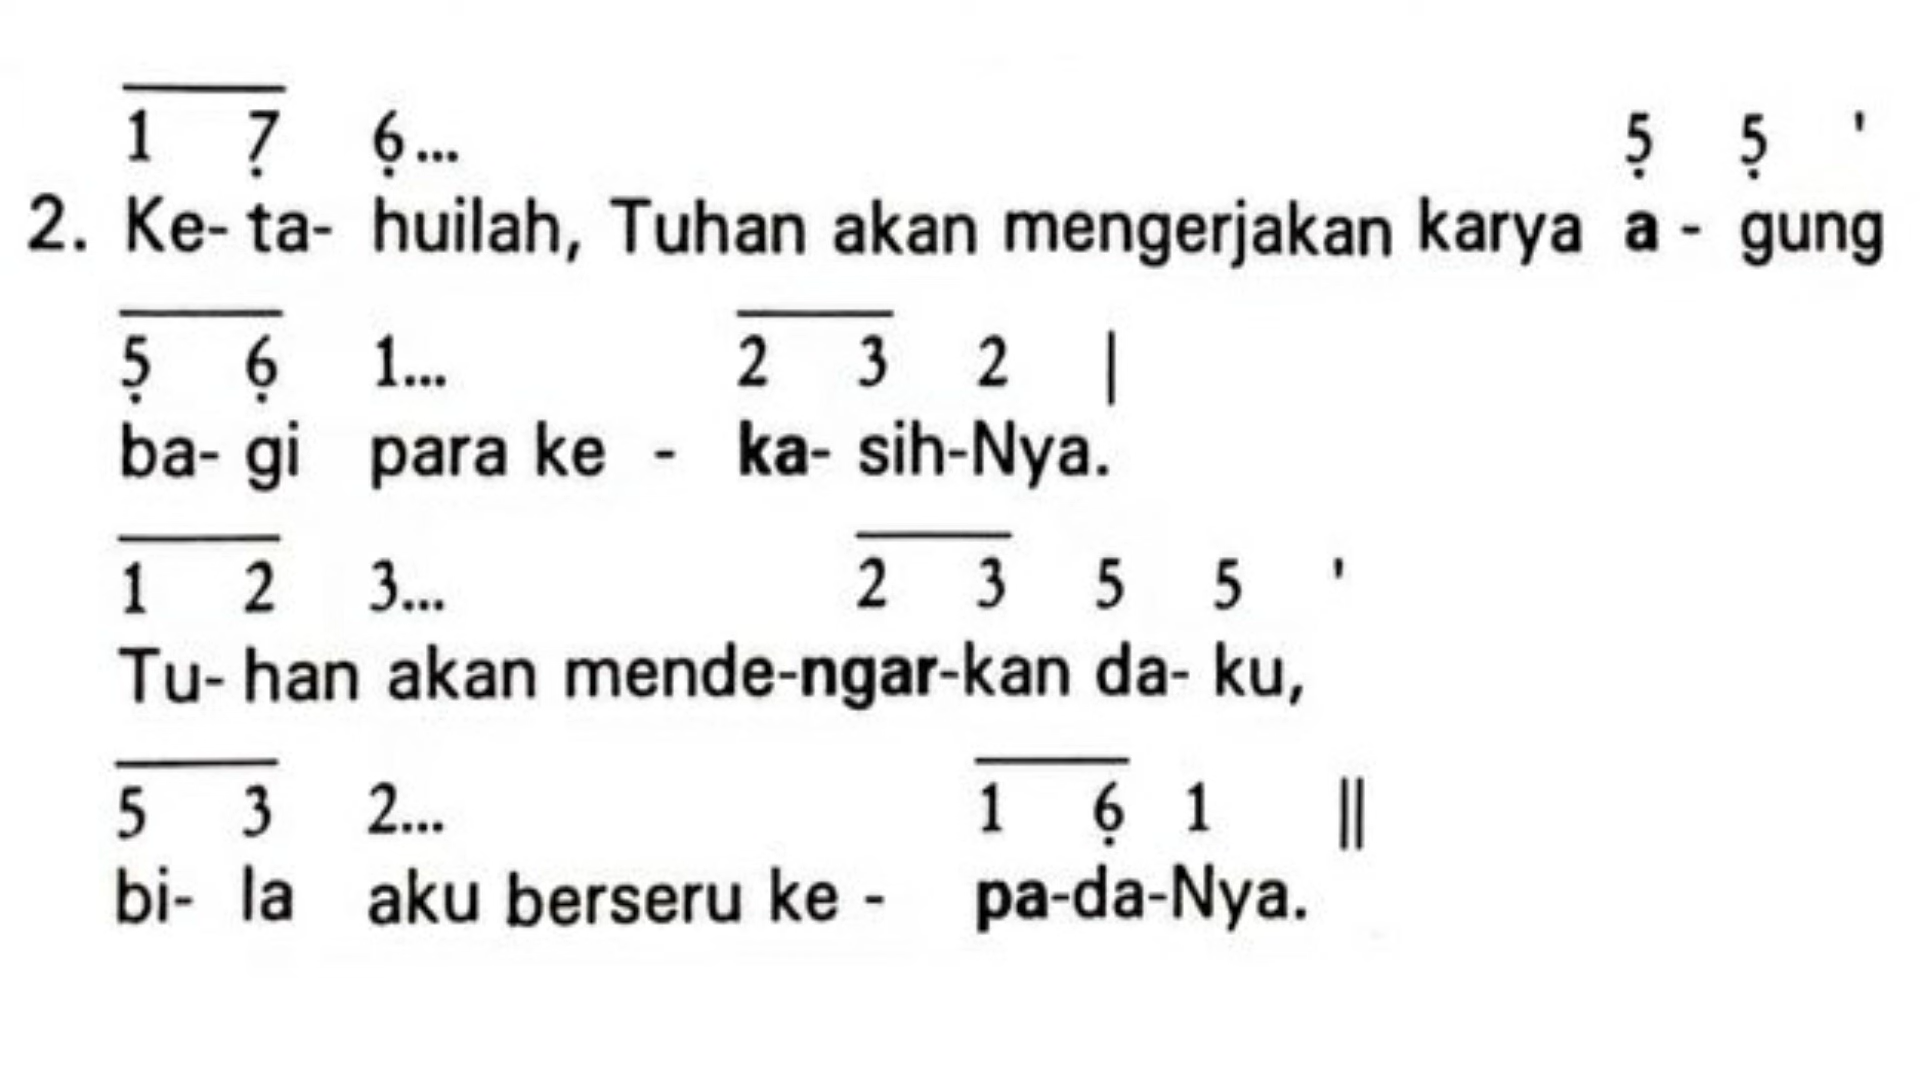 1 7̣ 6̣... 5̣ 5̣ '
2. Ke- ta- huilah, Tuhan akan mengerjakan karya a - gung
5̣ 6̣ 1... 2 3 2 |
ba- gi para ke - ka- sih-Nya.
1 2 3... 2 3 5 5 '
Tu- han akan mende-ngar-kan da- ku,
5 3 2... 1 6̣ 1 ||
bi- la aku berseru ke - pa-da-Nya.